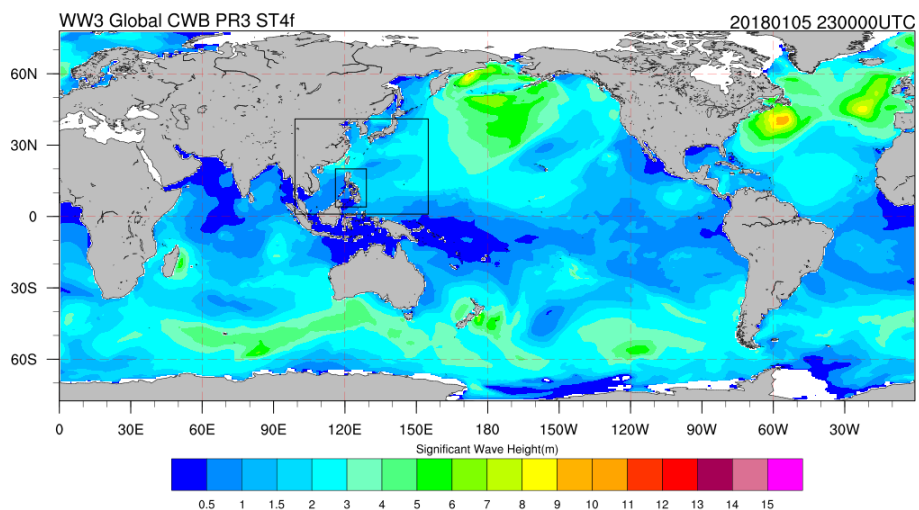 WW3 Global CWB PR3 ST4f 20180105 230000UTC
60N
30N
0
30S
60S
0 30E 60E 90E 120E 150E 180 150W 120W 90W 60W 30W
Significant Wave Height(m)
0.5 1 1.5 2 3 4 5 6 7 8 9 10 11 12 13 14 15